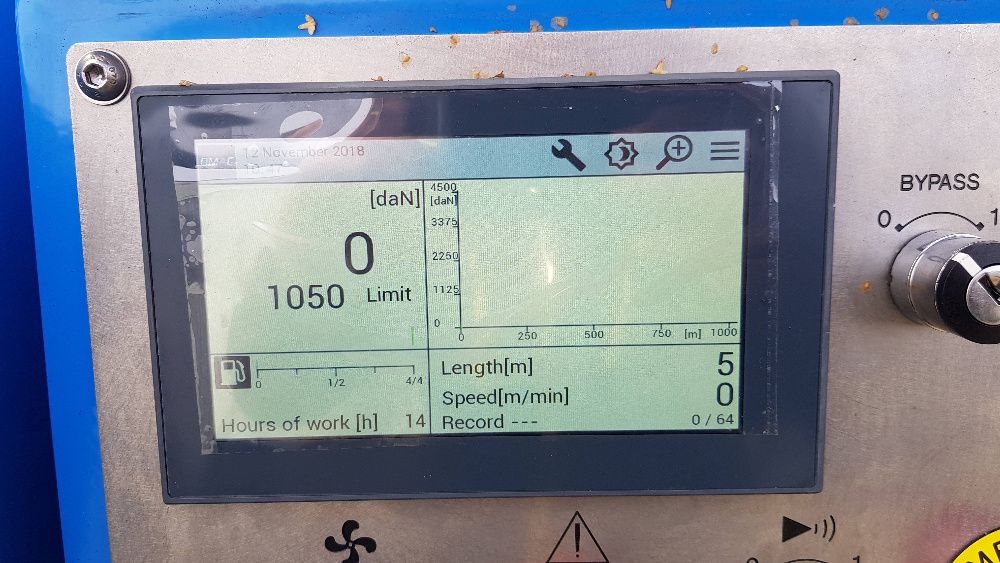 12 November 2018
[daN]
0
1050 Limit
4500
[daN]
3375
2250
1125
0
0 250 500 750 [m] 1000
0 1/2 4/4
Hours of work [h] 14
Length[m] 5
Speed[m/min] 0
Record --- 0 / 64
BYPASS
0 1
0 1